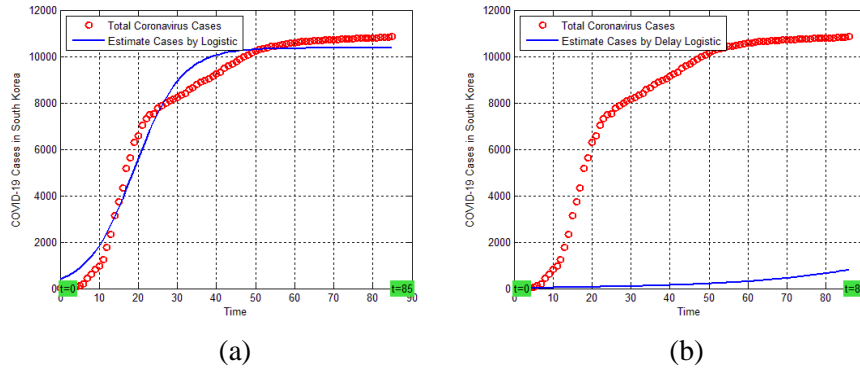 12000
10000
8000
6000
4000
2000
0
COVID-19 Cases in South Korea
Total Coronavirus Cases
Estimate Cases by Logistic
t=0
t=85
0 10 20 30 40 50 60 70 80 90
Time
(a)
12000
10000
8000
6000
4000
2000
0
COVID-19 Cases in South Korea
Total Coronavirus Cases
Estimate Cases by Delay Logistic
t=0
t=8
0 10 20 30 40 50 60 70 80
Time
(b)